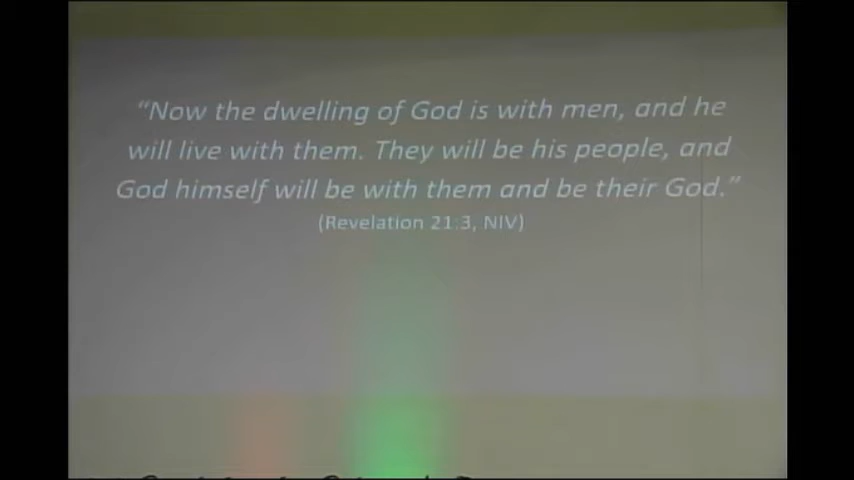 “Now the dwelling of God is with men, and he
will live with them. They will be his people, and
God himself will be with them and be their God.”
(Revelation 21:3, NIV)